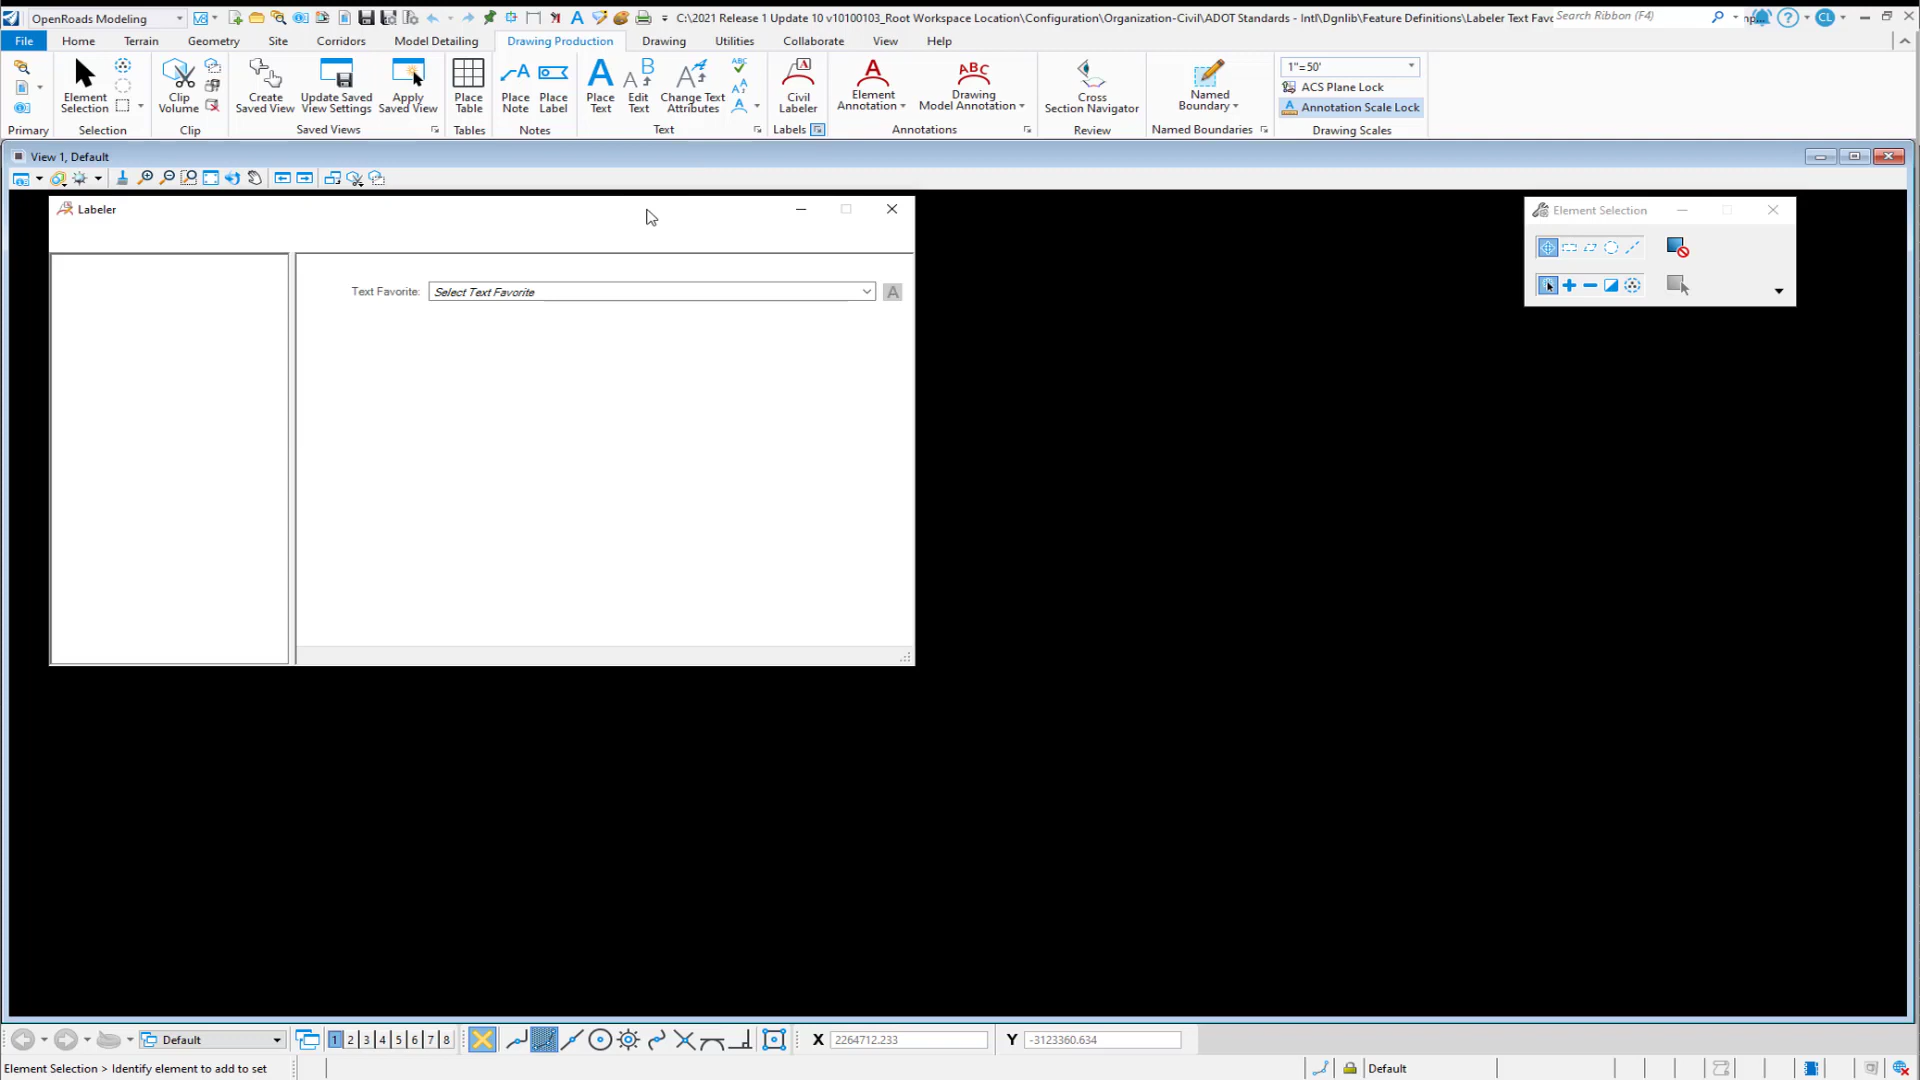 OpenRoads Modeling
C:\2021 Release 1 Update 10 v10100103_Root Workspace Location\Configuration\Organization-Civil\ADOT Standards - Intl\Dgnlib\Feature Definitions\Labeler Text Favo
Search Ribbon (F4)
CL
File Home Terrain Geometry Site Corridors Model Detailing Drawing Production Drawing Utilities Collaborate View Help
Element Selection
Clip Volume
Create Saved View
Update Saved View Settings
Apply Saved View
Place Table
Place Note
Place Label
Place Text
Edit Text
Change Text Attributes
Civil Labeler
Element Annotation
Drawing Model Annotation
Cross Section Navigator
Named Boundary
1"=50'
ACS Plane Lock
Annotation Scale Lock
Primary Selection Clip Saved Views Tables Notes Text Labels Annotations Review Named Boundaries Drawing Scales
View 1, Default
Labeler
Text Favorite: Select Text Favorite
A
Element Selection
Default
1 2 3 4 5 6 7 8
X 2264712.233
Y -3123360.634
Element Selection > Identify element to add to set
Default